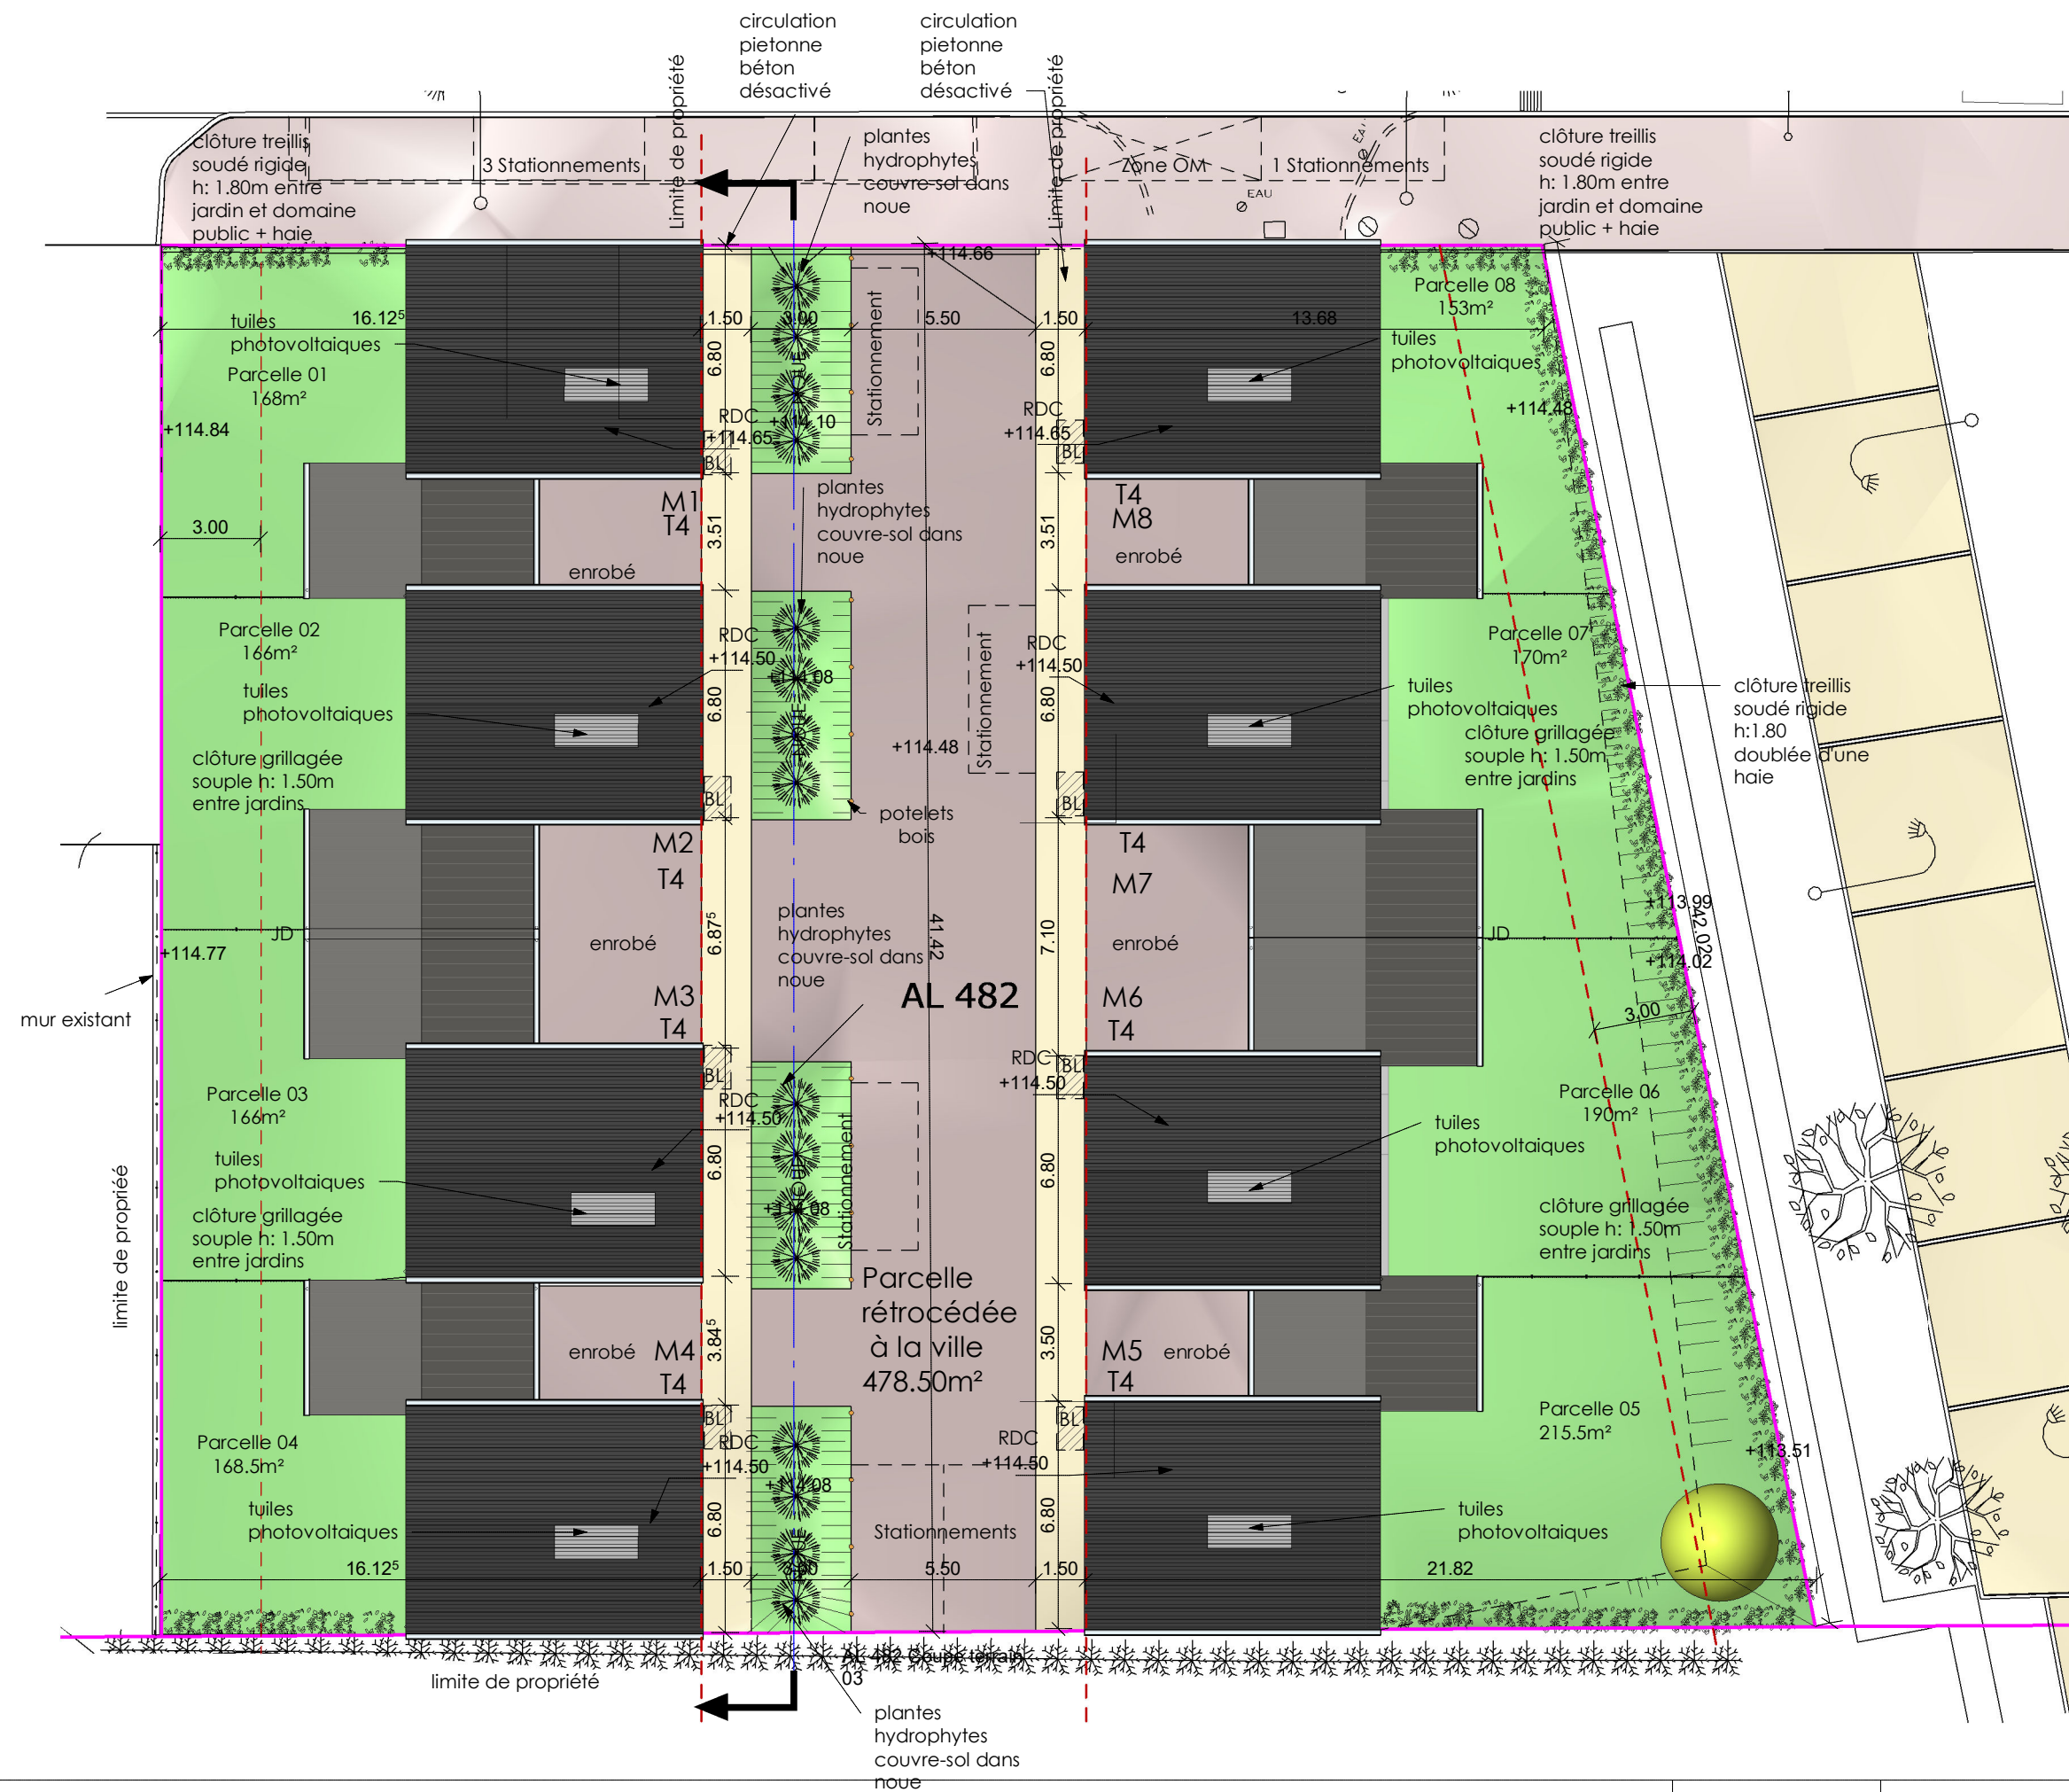 circulation
pietonne
béton
désactivé
circulation
pietonne
béton
désactivé
Limite de propriété
Limite de propriété
clôture treillis
soudé rigide
h: 1.80m entre
jardin et domaine
public + haie
3 Stationnements
plantes
hydrophytes
couvre-sol dans
noue
Zone OM
1 Stationnements
EAU
EAU
clôture treillis
soudé rigide
h: 1.80m entre
jardin et domaine
public + haie
+114.66
Parcelle 08
153m²
16.12⁵
1.50
3.00
5.50
1.50
13.68
tuiles
photovoltaiques
Parcelle 01
168m²
6.80
Stationnement
6.80
tuiles
photovoltaiques
+114.84
RDC
+114.65
+114.10
BL
RDC
+114.65
BL
+114.48
3.00
M1
T4
3.51
plantes
hydrophytes
couvre-sol dans
noue
3.51
T4
M8
enrobé
enrobé
Parcelle 02
166m²
RDC
+114.50
+114.08
Stationnement
RDC
+114.50
Parcelle 07
170m²
tuiles
photovoltaiques
6.80
6.80
tuiles
photovoltaiques
clôture treillis
soudé rigide
h:1.80
doublée d'une
haie
clôture grillagée
souple h: 1.50m
entre jardins
+114.48
clôture grillagée
souple h: 1.50m
entre jardins
BL
BL
potelets
bois
M2
T4
T4
M7
JD
enrobé
6.87⁵
plantes
hydrophytes
couvre-sol dans
noue
41.42
7.10
enrobé
JD
+113.99
42.02
+114.02
+114.77
mur existant
M3
T4
AL 482
M6
T4
3.00
BL
RDC
+114.50
RDC
+114.50
BL
Parcelle 03
166m²
Parcelle 06
190m²
tuiles
photovoltaiques
6.80
Stationnement
6.80
tuiles
photovoltaiques
+114.08
limite de propriéé
clôture grillagée
souple h: 1.50m
entre jardins
clôture grillagée
souple h: 1.50m
entre jardins
Parcelle
rétrocédée
à la ville
478.50m²
enrobé
M4
T4
3.84⁵
3.50
M5
T4
enrobé
Parcelle 04
168.5m²
BL
RDC
+114.50
+114.08
BL
RDC
+114.50
Parcelle 05
215.5m²
+113.51
tuiles
photovoltaiques
6.80
Stationnements
6.80
tuiles
photovoltaiques
16.12⁵
1.50
3.00
5.50
1.50
21.82
AL 482 Coupe terrain
03
limite de propriété
plantes
hydrophytes
couvre-sol dans
noue